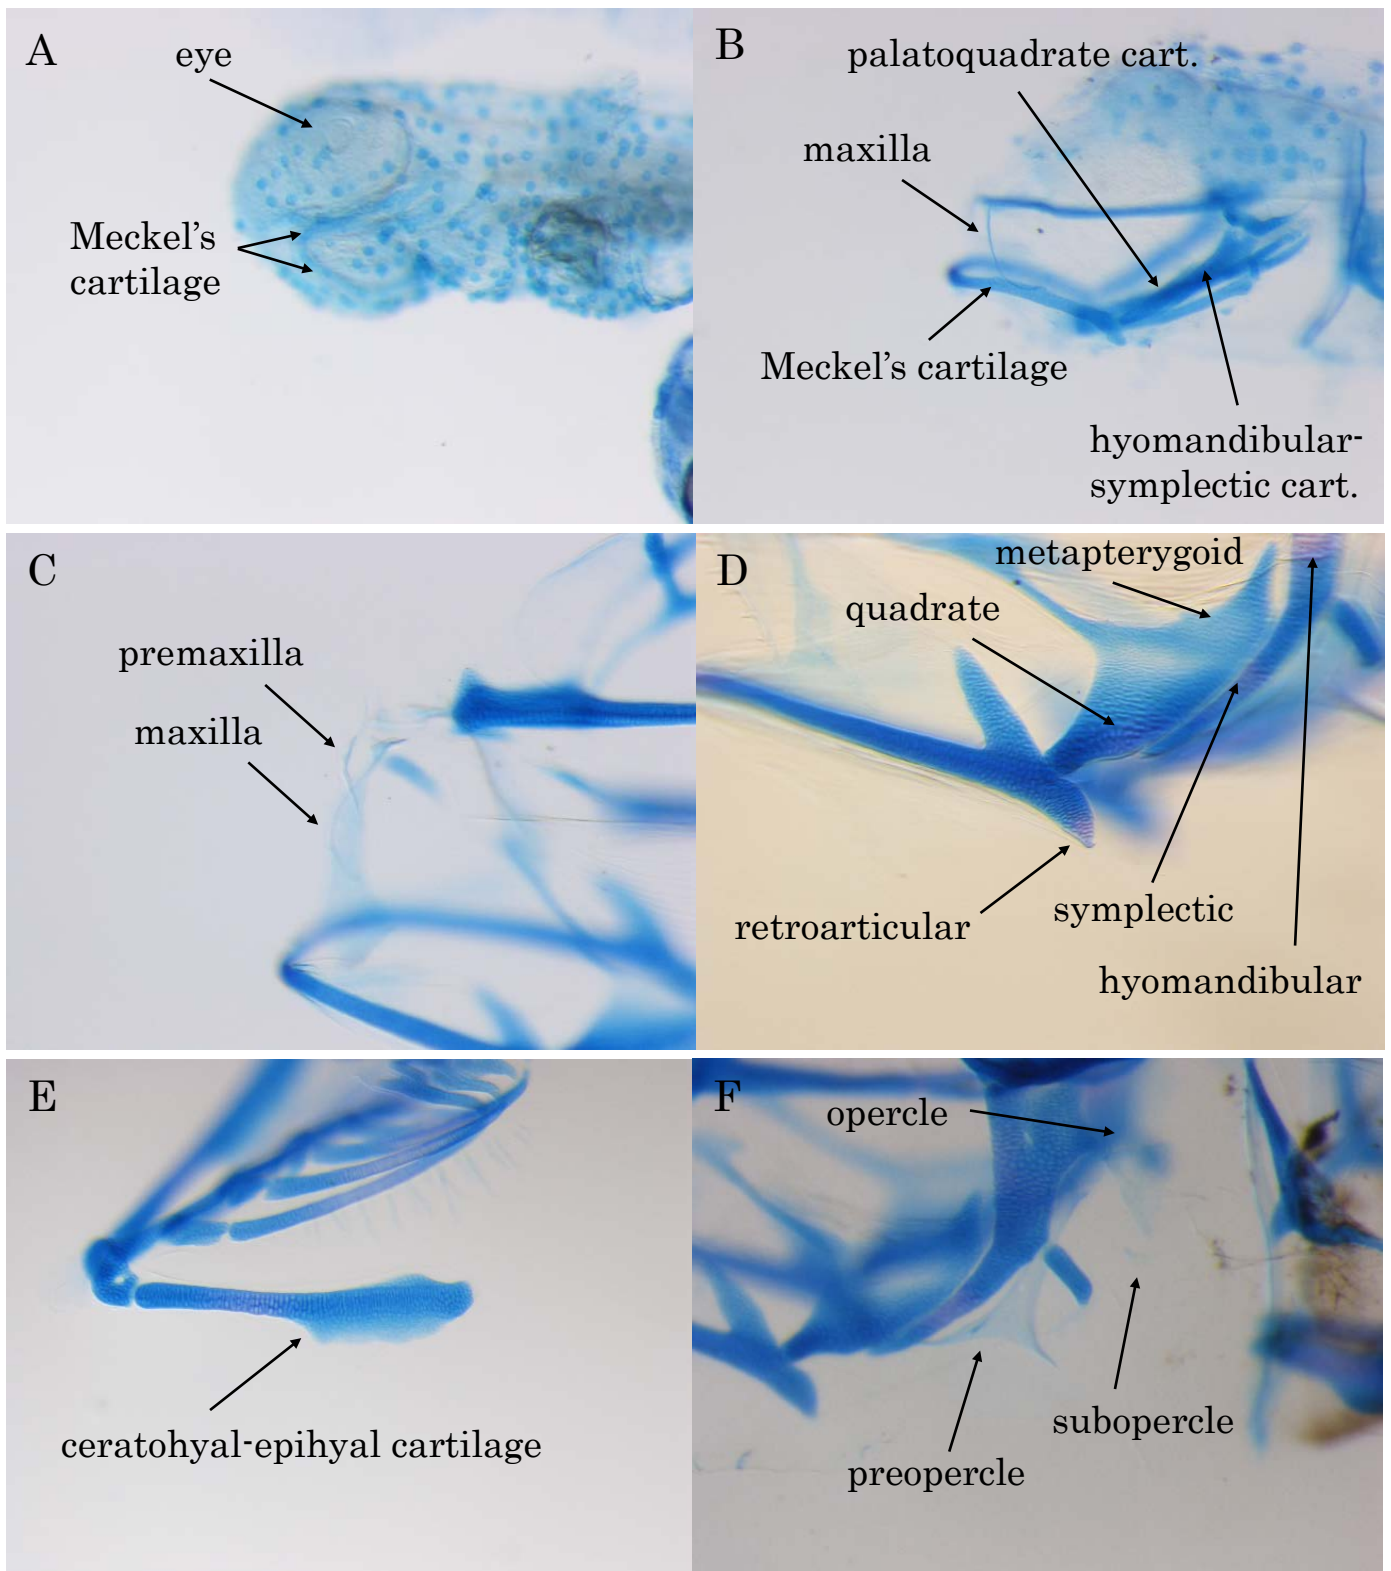 A
eye
Meckel's
cartilage
B
palatoquadrate cart.
maxilla
Meckel's cartilage
hyomandibular-
symplectic cart.
C
premaxilla
maxilla
D
metapterygoid
quadrate
retroarticular
symplectic
hyomandibular
E
ceratohyal-epihyal cartilage
F
opercle
subopercle
preopercle